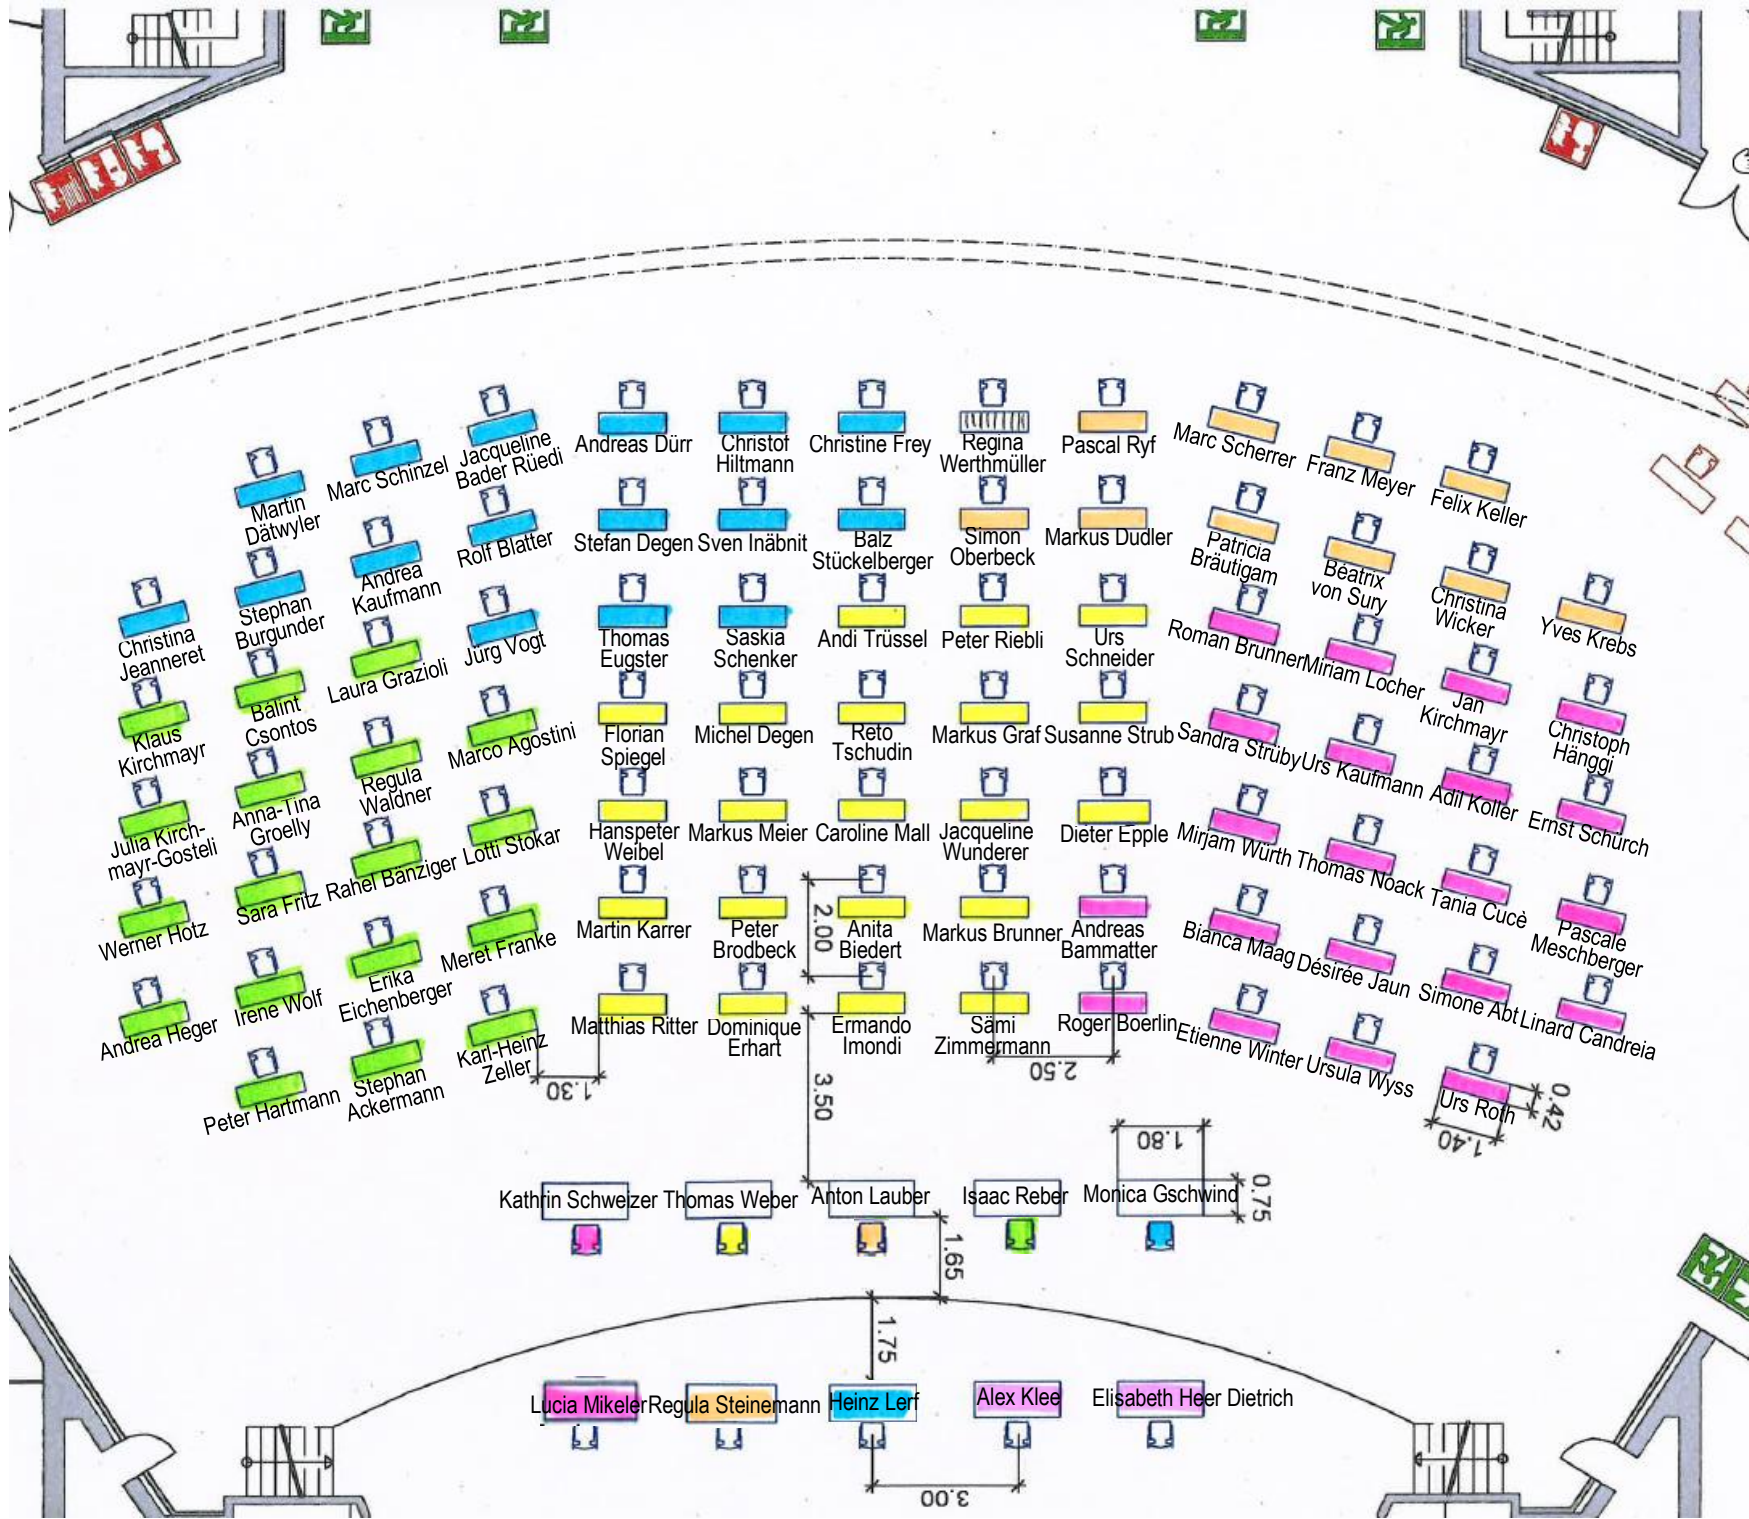 Andreas Dürr
Christof
Hiltmann
Christine Frey
Regina
Werthmüller
Pascal Ryf
Marc Scherrer
Franz Meyer
Felix Keller
Jacqueline
Bader Rüedi
Marc Schinzel
Martin
Dätwyler
Stefan Degen
Sven Inäbnit
Balz
Stückelberger
Simon
Oberbeck
Markus Dudler
Patricia
Bräutigam
Béatrix
von Sury
Christina
Wicker
Yves Krebs
Rolf Blatter
Andrea
Kaufmann
Stephan
Burgunder
Christina
Jeanneret
Jürg Vogt
Thomas
Eugster
Saskia
Schenker
Andi Trüssel
Peter Riebli
Urs
Schneider
Roman Brunner
Miriam Locher
Jan
Kirchmayr
Christoph
Hänggi
Laura Grazioli
Bálint
Csontos
Klaus
Kirchmayr
Marco Agostini
Florian
Spiegel
Michel Degen
Reto
Tschudin
Markus Graf
Susanne Strub
Sandra Strüby
Urs Kaufmann
Adil Koller
Ernst Schürch
Regula
Waldner
Anna-Tina
Groelly
Julia Kirch-
mayr-Gosteli
Lotti Stokar
Hanspeter
Weibel
Markus Meier
Caroline Mall
Jacqueline
Wunderer
Dieter Epple
Mirjam Würth
Thomas Noack
Tania Cucè
Pascale
Meschberger
Rahel Bänziger
Sara Fritz
Werner Hotz
Meret Franke
Martin Karrer
Peter
Brodbeck
Anita
Biedert
Markus Brunner
Andreas
Bammatter
Bianca Maag
Désirée Jaun
Simone Abt
Linard Candreia
2.00
Erika
Eichenberger
Irene Wolf
Andrea Heger
Karl-Heinz
Zeller
Matthias Ritter
Dominique
Erhart
Ermando
Imondi
Sämi
Zimmermann
Roger Boerlin
Etienne Winter
Ursula Wyss
Urs Roth
Stephan
Ackermann
Peter Hartmann
1.30
3.50
2.50
0.42
1.40
1.80
Kathrin Schweizer
Thomas Weber
Anton Lauber
Isaac Reber
Monica Gschwind
0.75
1.65
1.75
Lucia Mikeler
Regula Steinemann
Heinz Lerf
Alex Klee
Elisabeth Heer Dietrich
3.00